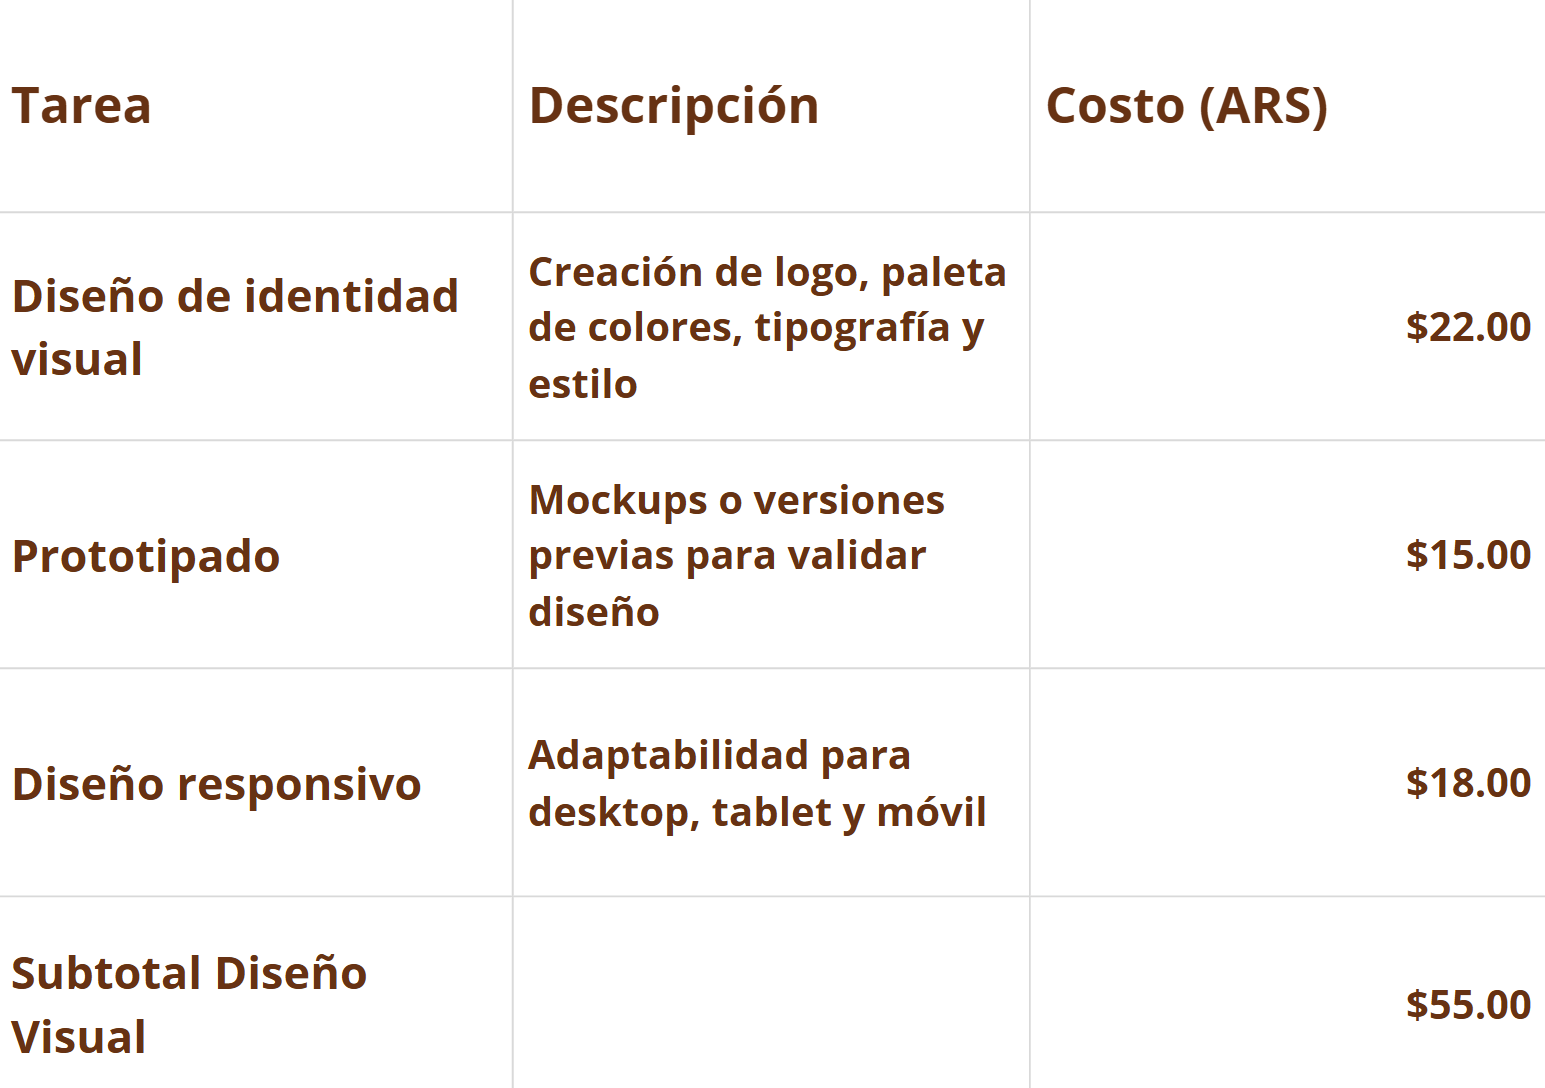 Tarea
Descripción
Costo (ARS)
Diseño de identidad
visual
Creación de logo, paleta
de colores, tipografía y
estilo
$22.00
Prototipado
Mockups o versiones
previas para validar
diseño
$15.00
Diseño responsivo
Adaptabilidad para
desktop, tablet y móvil
$18.00
Subtotal Diseño
Visual
$55.00